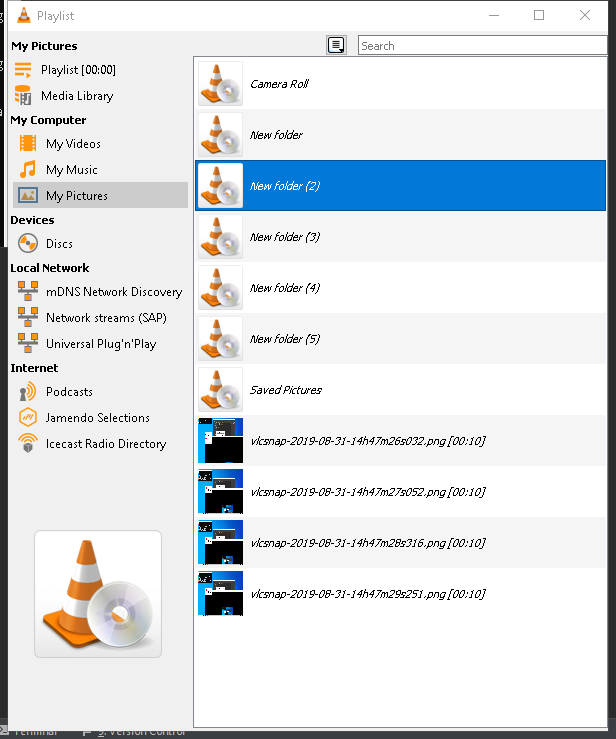 Playlist
My Pictures
Search
Playlist [00:00]
Media Library
My Computer
My Videos
My Music
My Pictures
Devices
Discs
Local Network
mDNS Network Discovery
Network streams (SAP)
Universal Plug'n'Play
Internet
Podcasts
Jamendo Selections
Icecast Radio Directory
Camera Roll
New folder
New folder (2)
New folder (3)
New folder (4)
New folder (5)
Saved Pictures
vlcsnap-2019-08-31-14h47m26s032.png [00:10]
vlcsnap-2019-08-31-14h47m27s052.png [00:10]
vlcsnap-2019-08-31-14h47m28s316.png [00:10]
vlcsnap-2019-08-31-14h47m29s251.png [00:10]
Terminal
9: Version Control